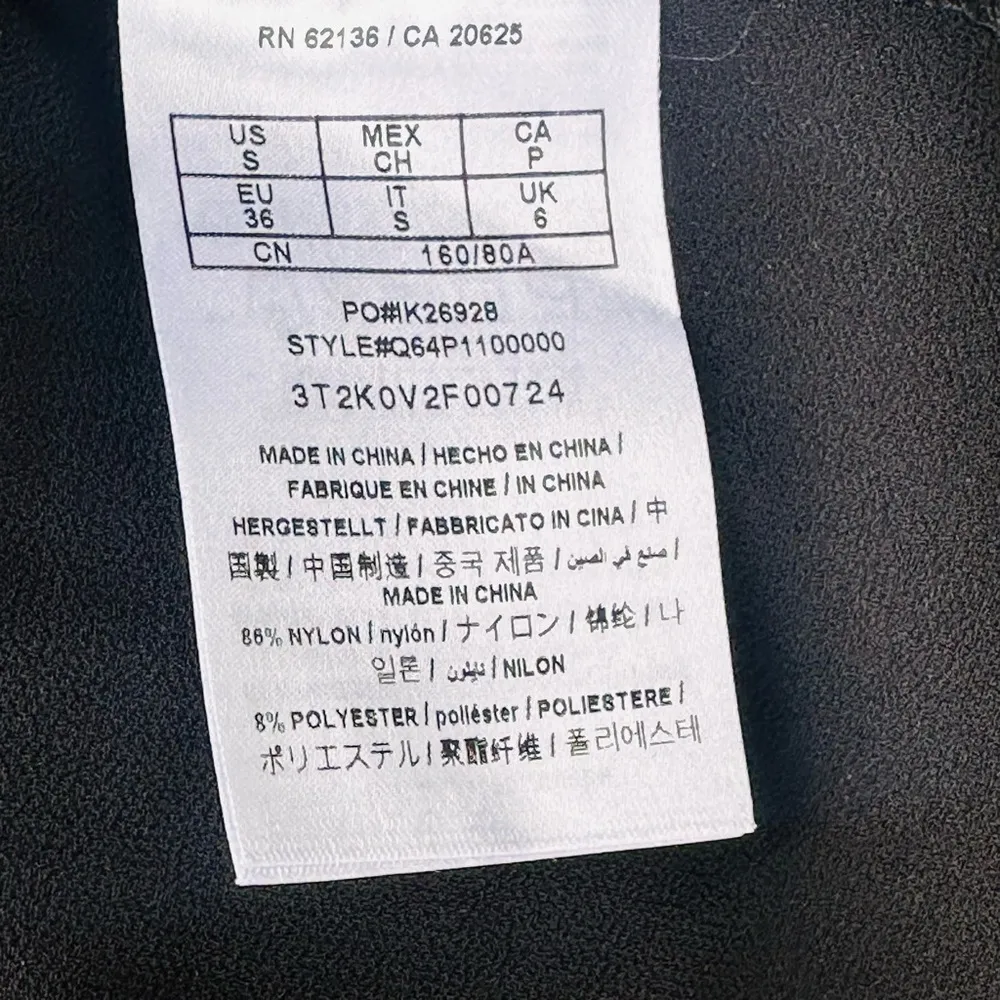 RN 62136 / CA 20625
US MEX CA
S CH P
EU IT UK
36 S 6
CN 160/80A
PO#K26928
STYLE#Q64P1100000
3T2K0V2F00724
MADE IN CHINA / HECHO EN CHINA /
FABRIQUE EN CHINE / IN CHINA
HERGESTELLT / FABBRICATO IN CINA / 中
国製 / 中国制造 / 중국 제품 / صنع في الصين /
MADE IN CHINA
86% NYLON / nylón / ナイロン / 锦纶 / 나
일론 / نايلون / NILON
8% POLYESTER / poliéster / POLIESTERE /
ポリエステル / 聚酯纤维 / 폴리에스테